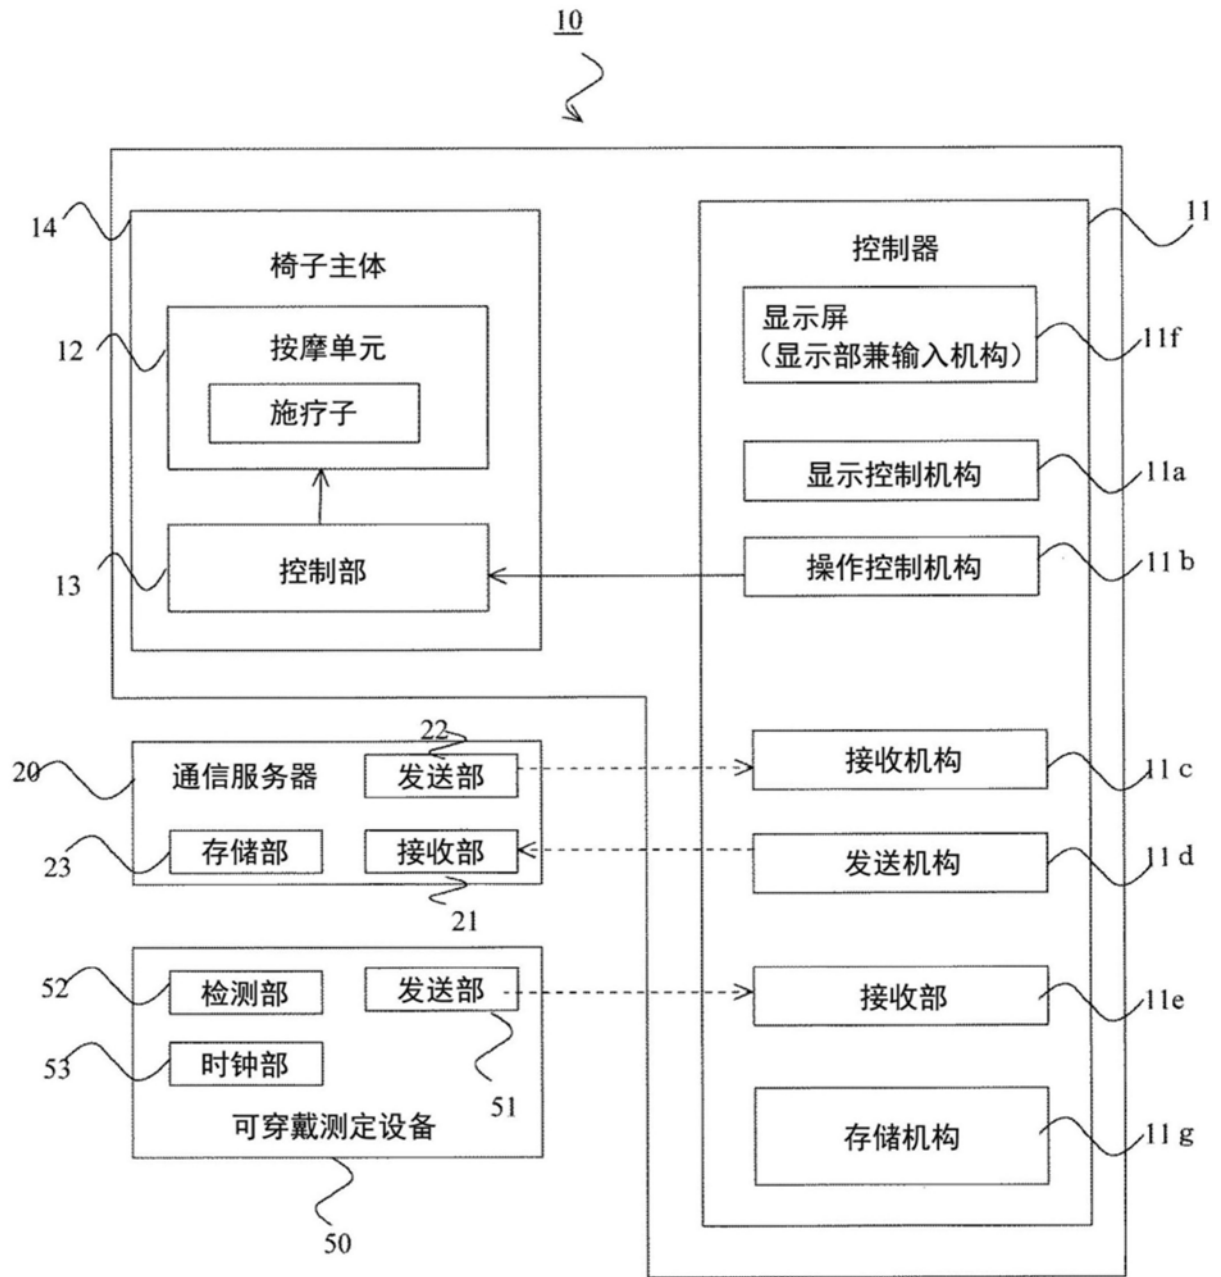 10
14
椅子主体
12
按摩单元
施疗子
13
控制部
11
控制器
显示屏
（显示部兼输入机构）
11f
显示控制机构
11a
操作控制机构
11b
20
通信服务器
22
发送部
23
存储部
接收部
21
接收机构
11c
发送机构
11d
52
检测部
发送部
51
53
时钟部
可穿戴测定设备
50
接收部
11e
存储机构
11g